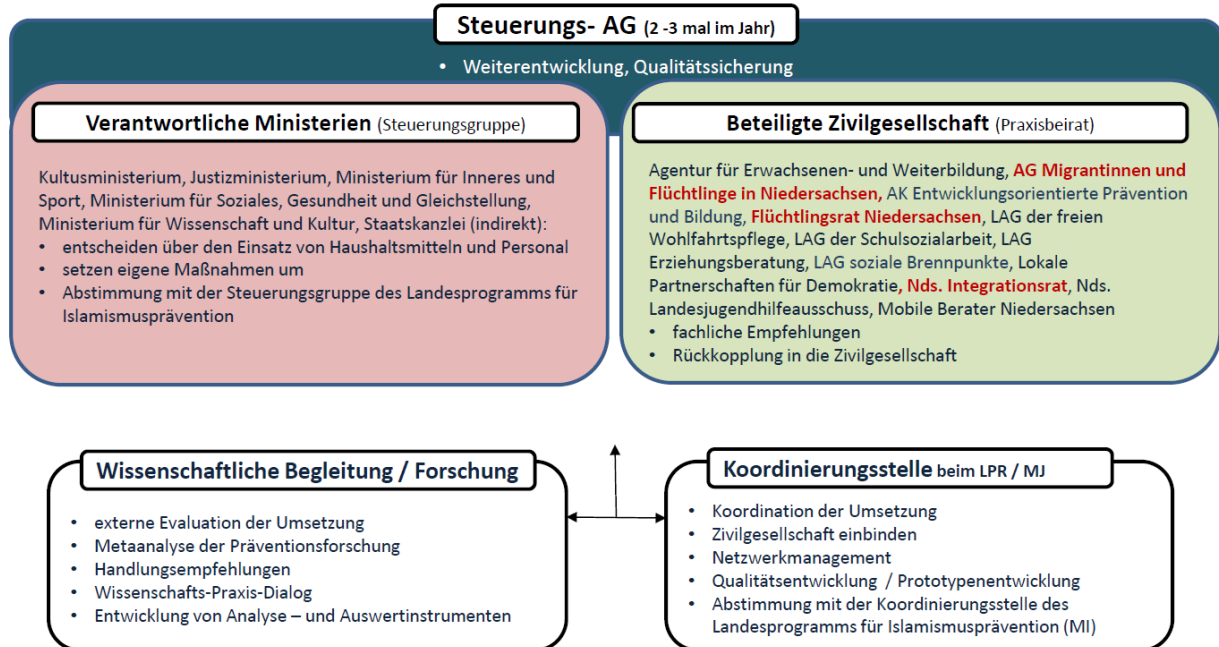 Steuerungs- AG (2 -3 mal im Jahr)
• Weiterentwicklung, Qualitätssicherung
Verantwortliche Ministerien (Steuerungsgruppe)
Kultusministerium, Justizministerium, Ministerium für Inneres und
Sport, Ministerium für Soziales, Gesundheit und Gleichstellung,
Ministerium für Wissenschaft und Kultur, Staatskanzlei (indirekt):
• entscheiden über den Einsatz von Haushaltsmitteln und Personal
• setzen eigene Maßnahmen um
• Abstimmung mit der Steuerungsgruppe des Landesprogramms für
Islamismusprävention
Beteiligte Zivilgesellschaft (Praxisbeirat)
Agentur für Erwachsenen- und Weiterbildung, AG Migrantinnen und
Flüchtlinge in Niedersachsen, AK Entwicklungsorientierte Prävention
und Bildung, Flüchtlingsrat Niedersachsen, LAG der freien
Wohlfahrtspflege, LAG der Schulsozialarbeit, LAG
Erziehungsberatung, LAG soziale Brennpunkte, Lokale
Partnerschaften für Demokratie, Nds. Integrationsrat, Nds.
Landesjugendhilfeausschuss, Mobile Berater Niedersachsen
• fachliche Empfehlungen
• Rückkopplung in die Zivilgesellschaft
Wissenschaftliche Begleitung / Forschung
• externe Evaluation der Umsetzung
• Metaanalyse der Präventionsforschung
• Handlungsempfehlungen
• Wissenschafts-Praxis-Dialog
• Entwicklung von Analyse – und Auswertinstrumenten
Koordinierungsstelle beim LPR / MJ
• Koordination der Umsetzung
• Zivilgesellschaft einbinden
• Netzwerkmanagement
• Qualitätsentwicklung / Prototypenentwicklung
• Abstimmung mit der Koordinierungsstelle des
Landesprogramms für Islamismusprävention (MI)